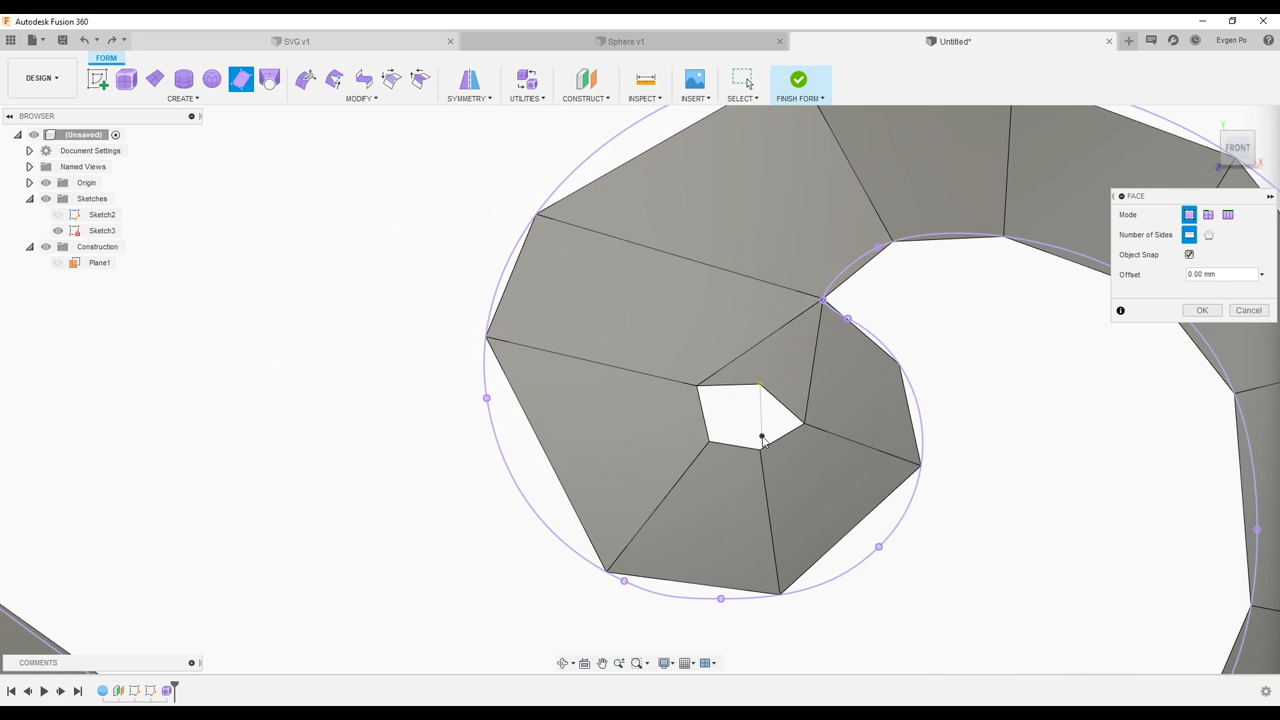 Autodesk Fusion 360
SVG v1
Sphere v1
Untitled*
Evgen Po
FORM
DESIGN
CREATE
MODIFY
SYMMETRY
UTILITIES
CONSTRUCT
INSPECT
INSERT
SELECT
FINISH FORM
BROWSER
(Unsaved)
Document Settings
Named Views
Origin
Sketches
Sketch2
Sketch3
Construction
Plane1
Y
FRONT
X
Z
FACE
Mode
Number of Sides
Object Snap
Offset
0.00 mm
OK
Cancel
COMMENTS